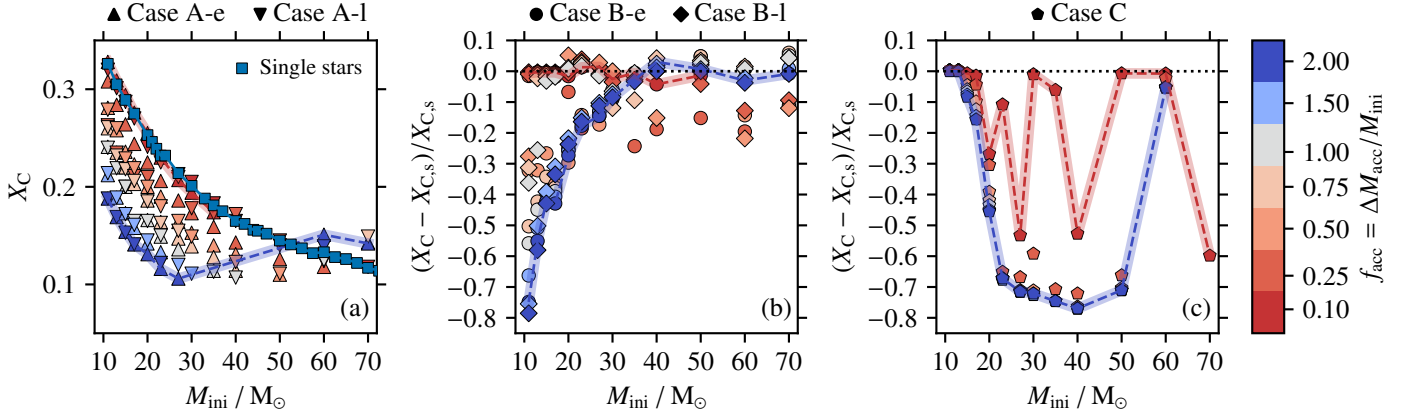 Case A-e Case A-l
Case B-e Case B-l
Case C
Single stars
X_C
0.3
0.2
0.1
(a)
10 20 30 40 50 60 70
M_ini / M_⊙
(X_C − X_C,s) / X_C,s
0.1
0.0
−0.1
−0.2
−0.3
−0.4
−0.5
−0.6
−0.7
−0.8
(b)
10 20 30 40 50 60 70
M_ini / M_⊙
(X_C − X_C,s) / X_C,s
0.1
0.0
−0.1
−0.2
−0.3
−0.4
−0.5
−0.6
−0.7
−0.8
(c)
10 20 30 40 50 60 70
M_ini / M_⊙
2.00
1.50
1.00
0.75
0.50
0.25
0.10
f_acc = ΔM_acc/M_ini